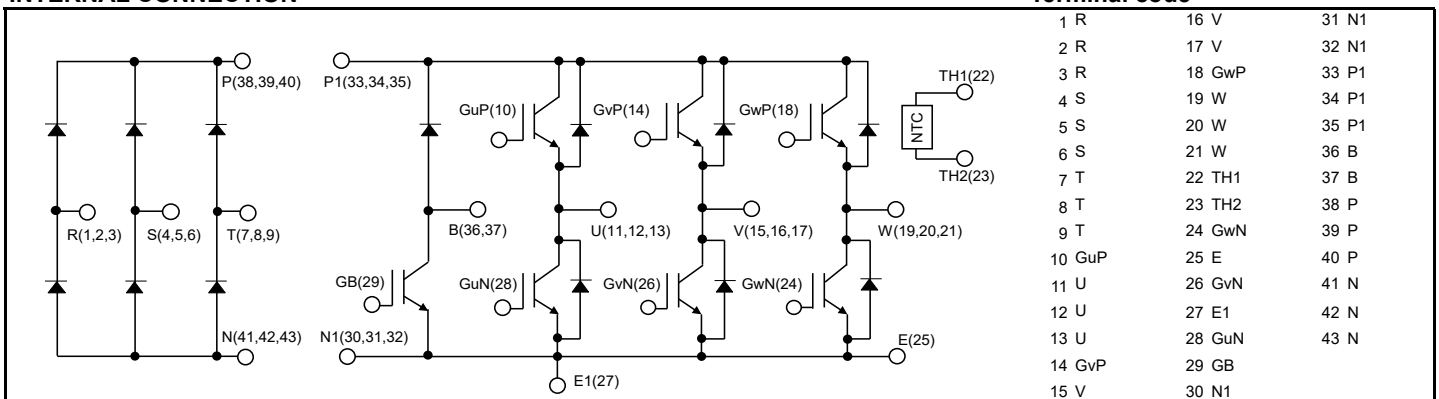 INTERNAL CONNECTION
Terminal code
P(38,39,40)
P1(33,34,35)
GuP(10)
GvP(14)
GwP(18)
TH1(22)
NTC
TH2(23)
R(1,2,3)
S(4,5,6)
T(7,8,9)
B(36,37)
U(11,12,13)
V(15,16,17)
W(19,20,21)
GB(29)
GuN(28)
GvN(26)
GwN(24)
N(41,42,43)
N1(30,31,32)
E(25)
E1(27)
1 R
2 R
3 R
4 S
5 S
6 S
7 T
8 T
9 T
10 GuP
11 U
12 U
13 U
14 GvP
15 V
16 V
17 V
18 GwP
19 W
20 W
21 W
22 TH1
23 TH2
24 GwN
25 E
26 GvN
27 E1
28 GuN
29 GB
30 N1
31 N1
32 N1
33 P1
34 P1
35 P1
36 B
37 B
38 P
39 P
40 P
41 N
42 N
43 N